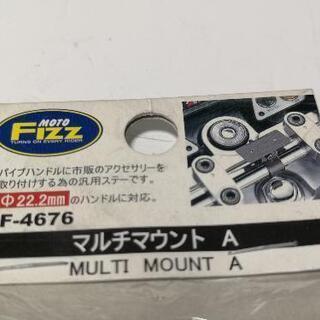 MOTO
FIZZ
TURNS ON EVERY RIDER
パイプハンドルに市販のアクセサリーを
取り付けする為の汎用ステーです。
Φ22.2mmのハンドルに対応。
F-4676
マルチマウント A
MULTI MOUNT A